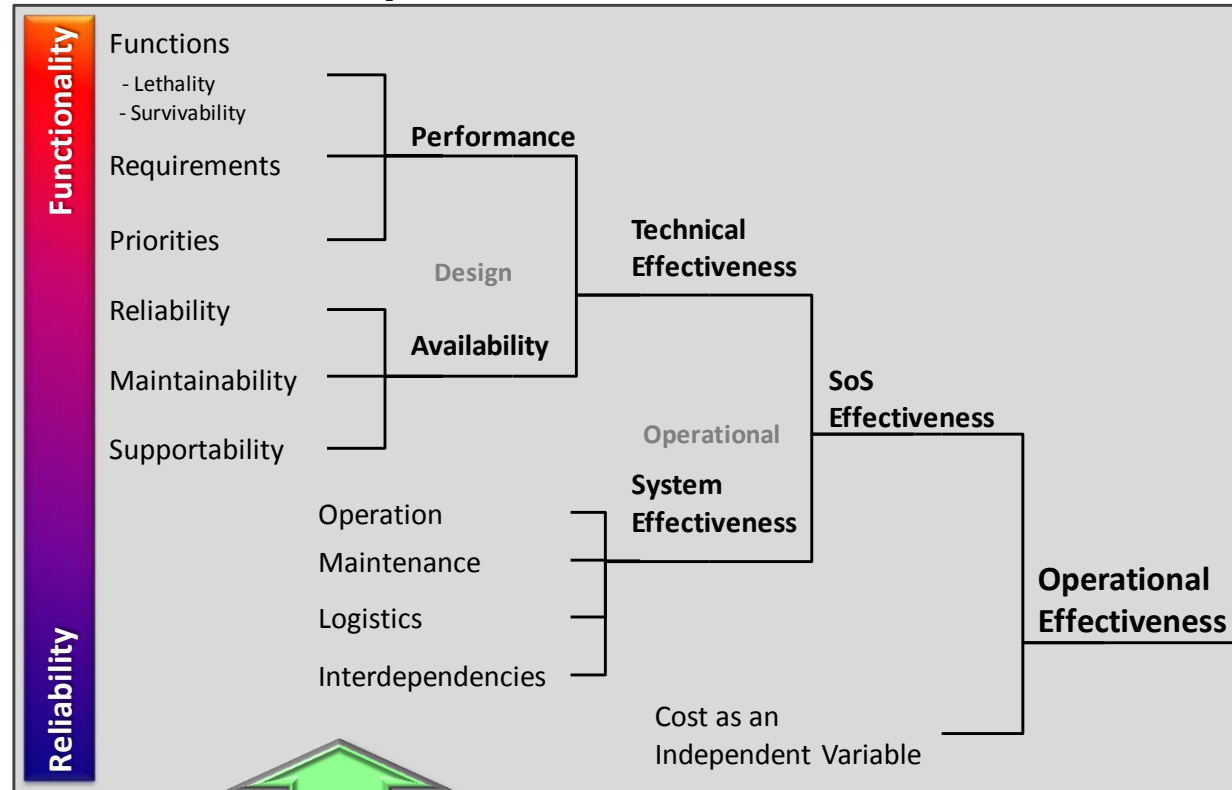 Functionality
Reliability
Functions
- Lethality
- Survivability
Requirements
Priorities
Reliability
Maintainability
Supportability
Performance
Design
Availability
Technical
Effectiveness
Operational
System
Effectiveness
Operation
Maintenance
Logistics
Interdependencies
SoS
Effectiveness
Cost as an
Independent Variable
Operational
Effectiveness